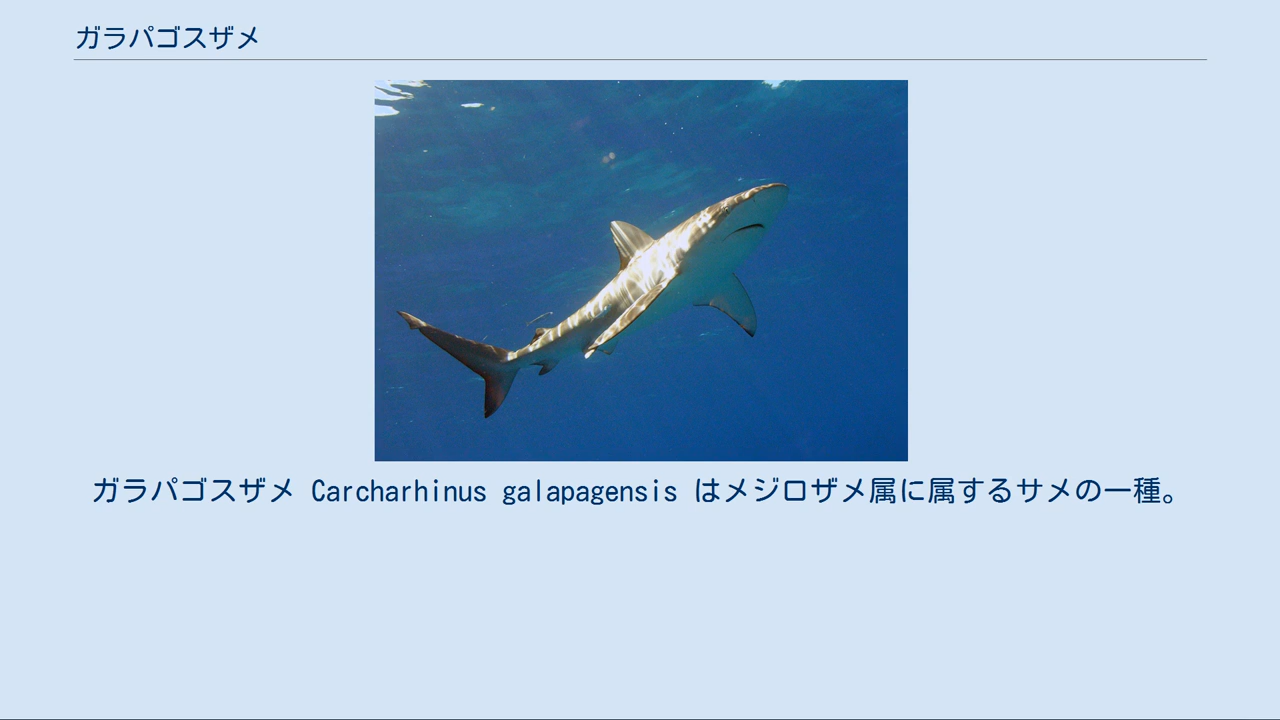 ガラパゴスザメ
ガラパゴスザメ Carcharhinus galapagensis はメジロザメ属に属するサメの一種。